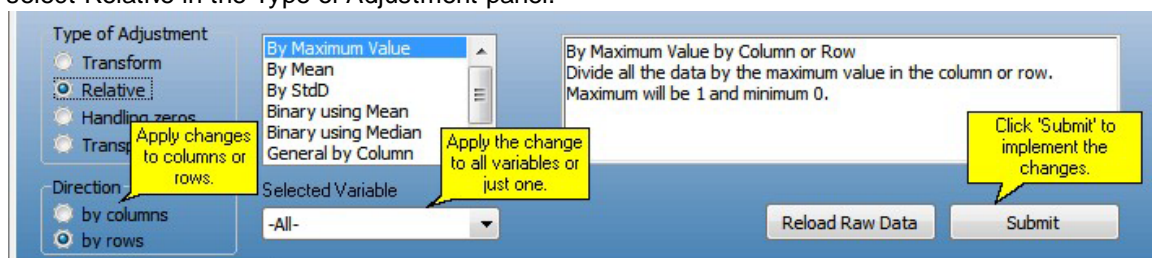 select Relative in the Type of Adjustment panel.
Type of Adjustment
Transform
Relative
Handling zeros
Transp
By Maximum Value
By Mean
By StdD
Binary using Mean
Binary using Median
General by Column
By Maximum Value by Column or Row
Divide all the data by the maximum value in the column or row.
Maximum will be 1 and minimum 0.
Apply changes
to columns or
rows.
Apply the change
to all variables or
just one.
Click 'Submit' to
implement the
changes.
Direction
by columns
by rows
Selected Variable
-All-
Reload Raw Data
Submit